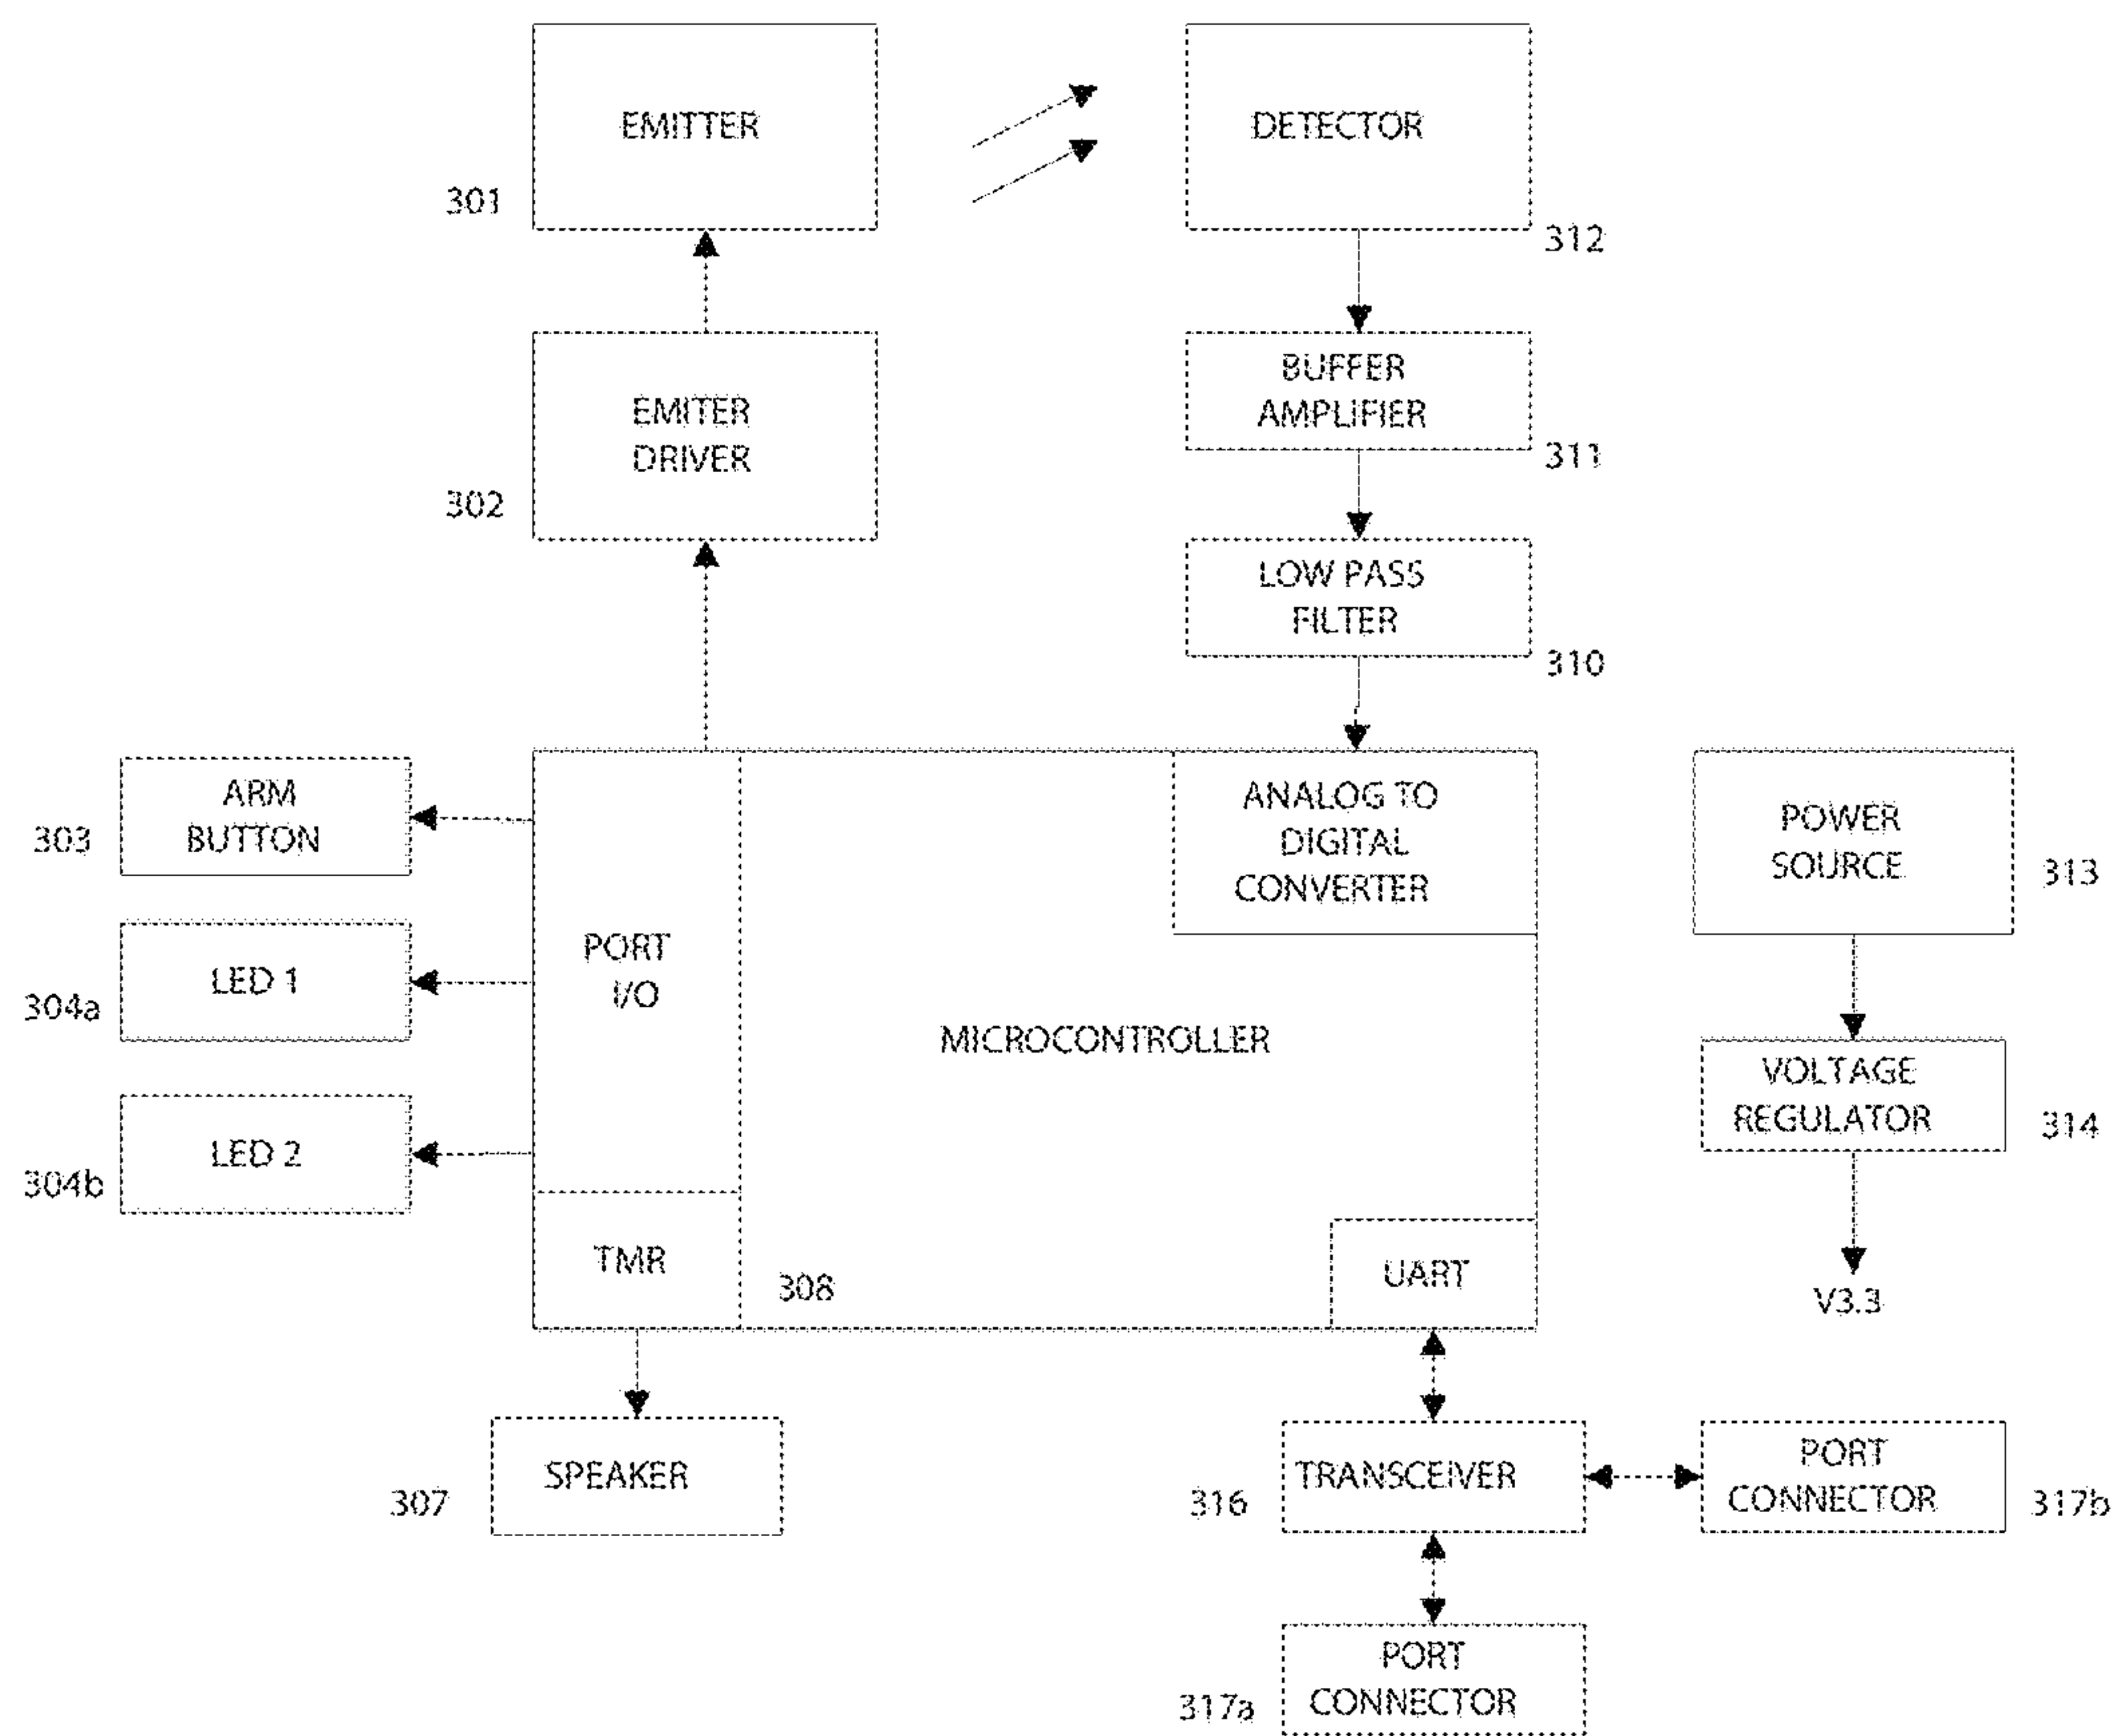 EMITTER
301
DETECTOR
312
EMITER
DRIVER
302
BUFFER
AMPLIFIER
311
LOW PASS
FILTER
310
ARM
BUTTON
303
LED 1
304a
LED 2
304b
PORT
I/O
TMR
308
MICROCONTROLLER
ANALOG TO
DIGITAL
CONVERTER
UART
POWER
SOURCE
313
VOLTAGE
REGULATOR
314
V3.3
SPEAKER
307
TRANSCEIVER
316
PORT
CONNECTOR
317b
PORT
CONNECTOR
317a